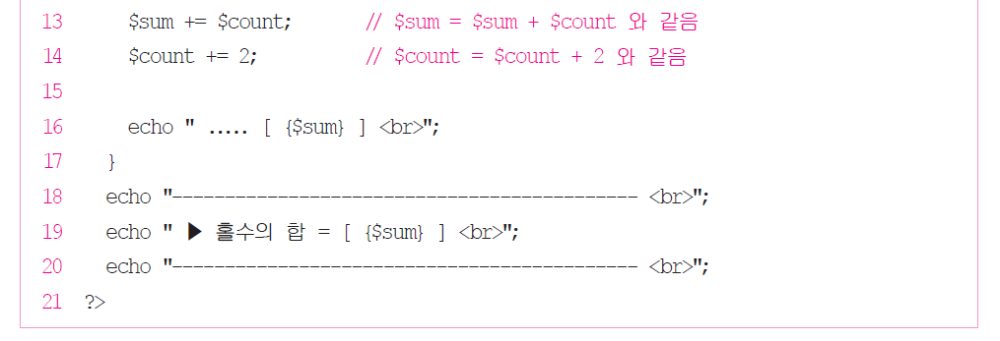 13 $sum += $count; // $sum = $sum + $count 와 같음
14 $count += 2; // $count = $count + 2 와 같음
15
16 echo " ..... [ {$sum} ] <br>";
17 }
18 echo "-------------------------------------------- <br>";
19 echo " ▶ 홀수의 합 = [ {$sum} ] <br>";
20 echo "-------------------------------------------- <br>";
21 ?>